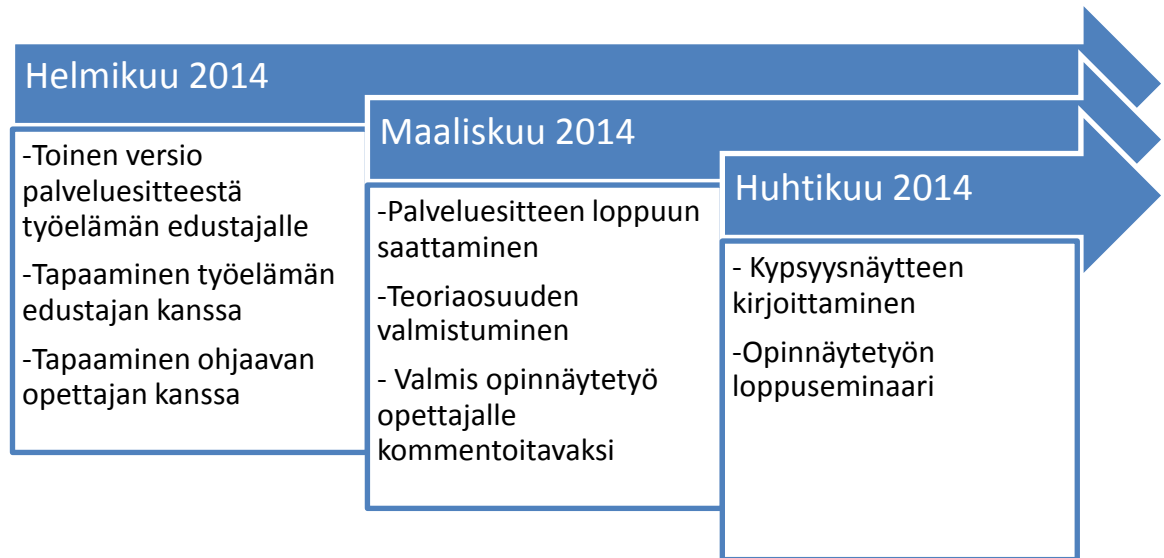 Helmikuu 2014
-Toinen versio
palveluesitteestä
työelämän edustajalle
-Tapaaminen työelämän
edustajan kanssa
-Tapaaminen ohjaavan
opettajan kanssa
Maaliskuu 2014
-Palveluesitteen loppuun
saattaminen
-Teoriaosuuden
valmistuminen
- Valmis opinnäytetyö
opettajalle
kommentoitavaksi
Huhtikuu 2014
- Kypsyysnäytteen
kirjoittaminen
-Opinnäytetyön
loppuseminaari